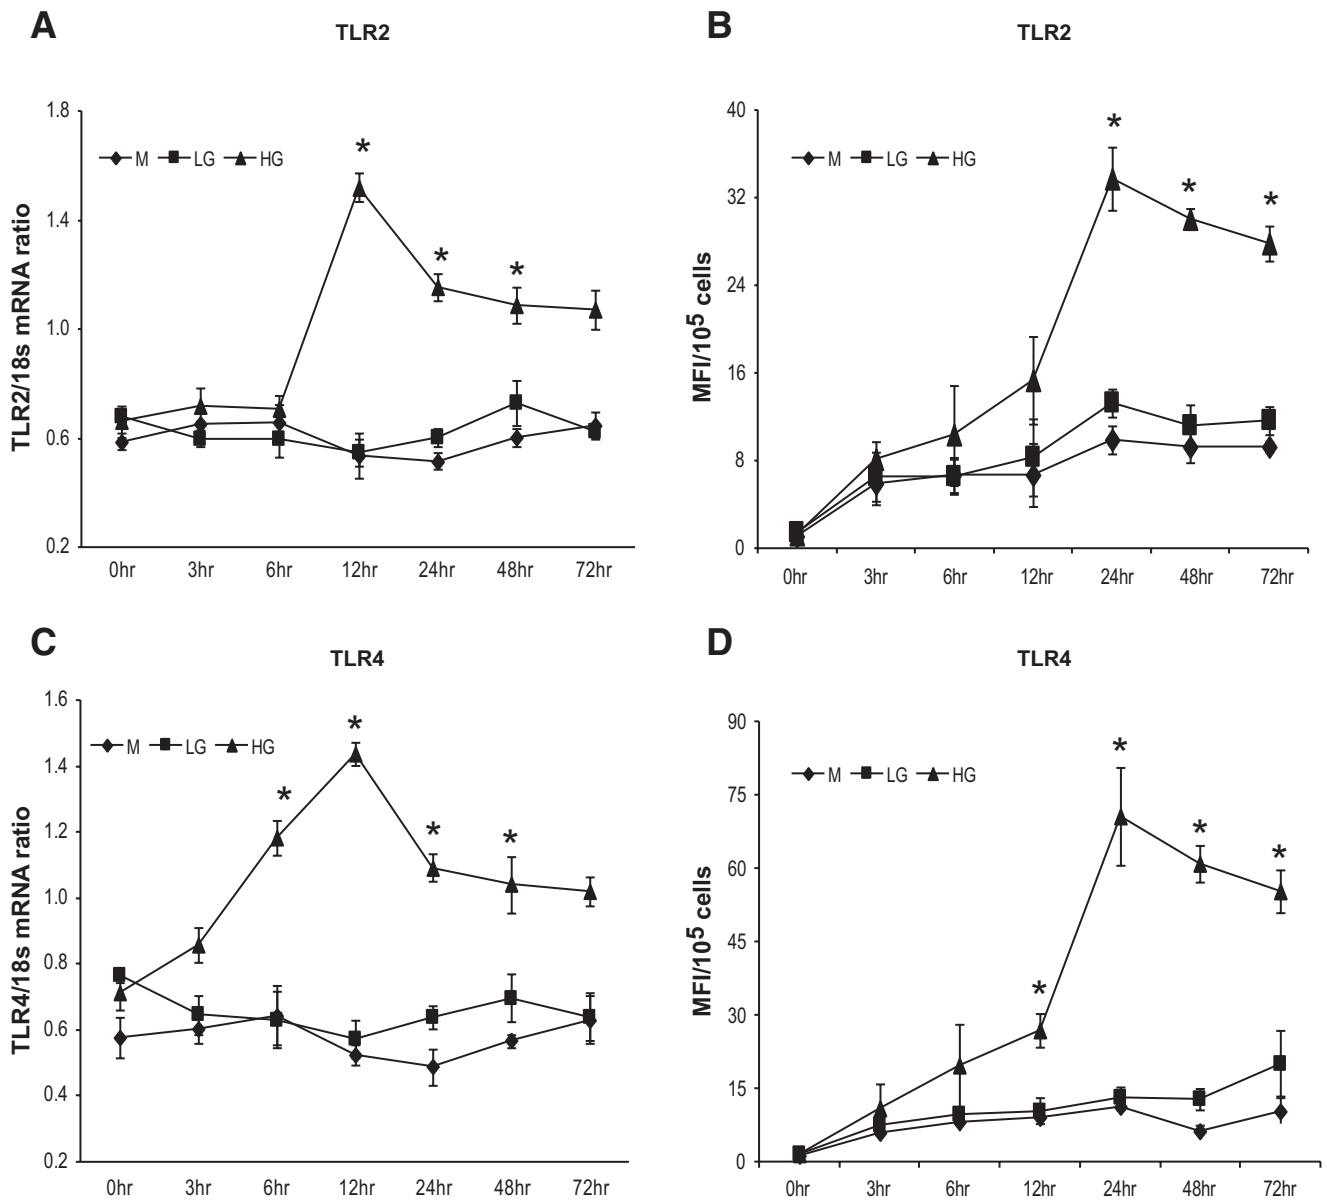 A
TLR2
TLR2/18s mRNA ratio
1.8
1.4
1.0
0.6
0.2
M LG HG
*
*
*
0hr 3hr 6hr 12hr 24hr 48hr 72hr
B
TLR2
MFI/10⁵ cells
40
32
24
16
8
0
M LG HG
*
*
*
0hr 3hr 6hr 12hr 24hr 48hr 72hr
C
TLR4
TLR4/18s mRNA ratio
1.6
1.4
1.2
1.0
0.8
0.6
0.4
0.2
M LG HG
*
*
*
*
0hr 3hr 6hr 12hr 24hr 48hr 72hr
D
TLR4
MFI/10⁵ cells
90
75
60
45
30
15
0
M LG HG
*
*
*
*
0hr 3hr 6hr 12hr 24hr 48hr 72hr